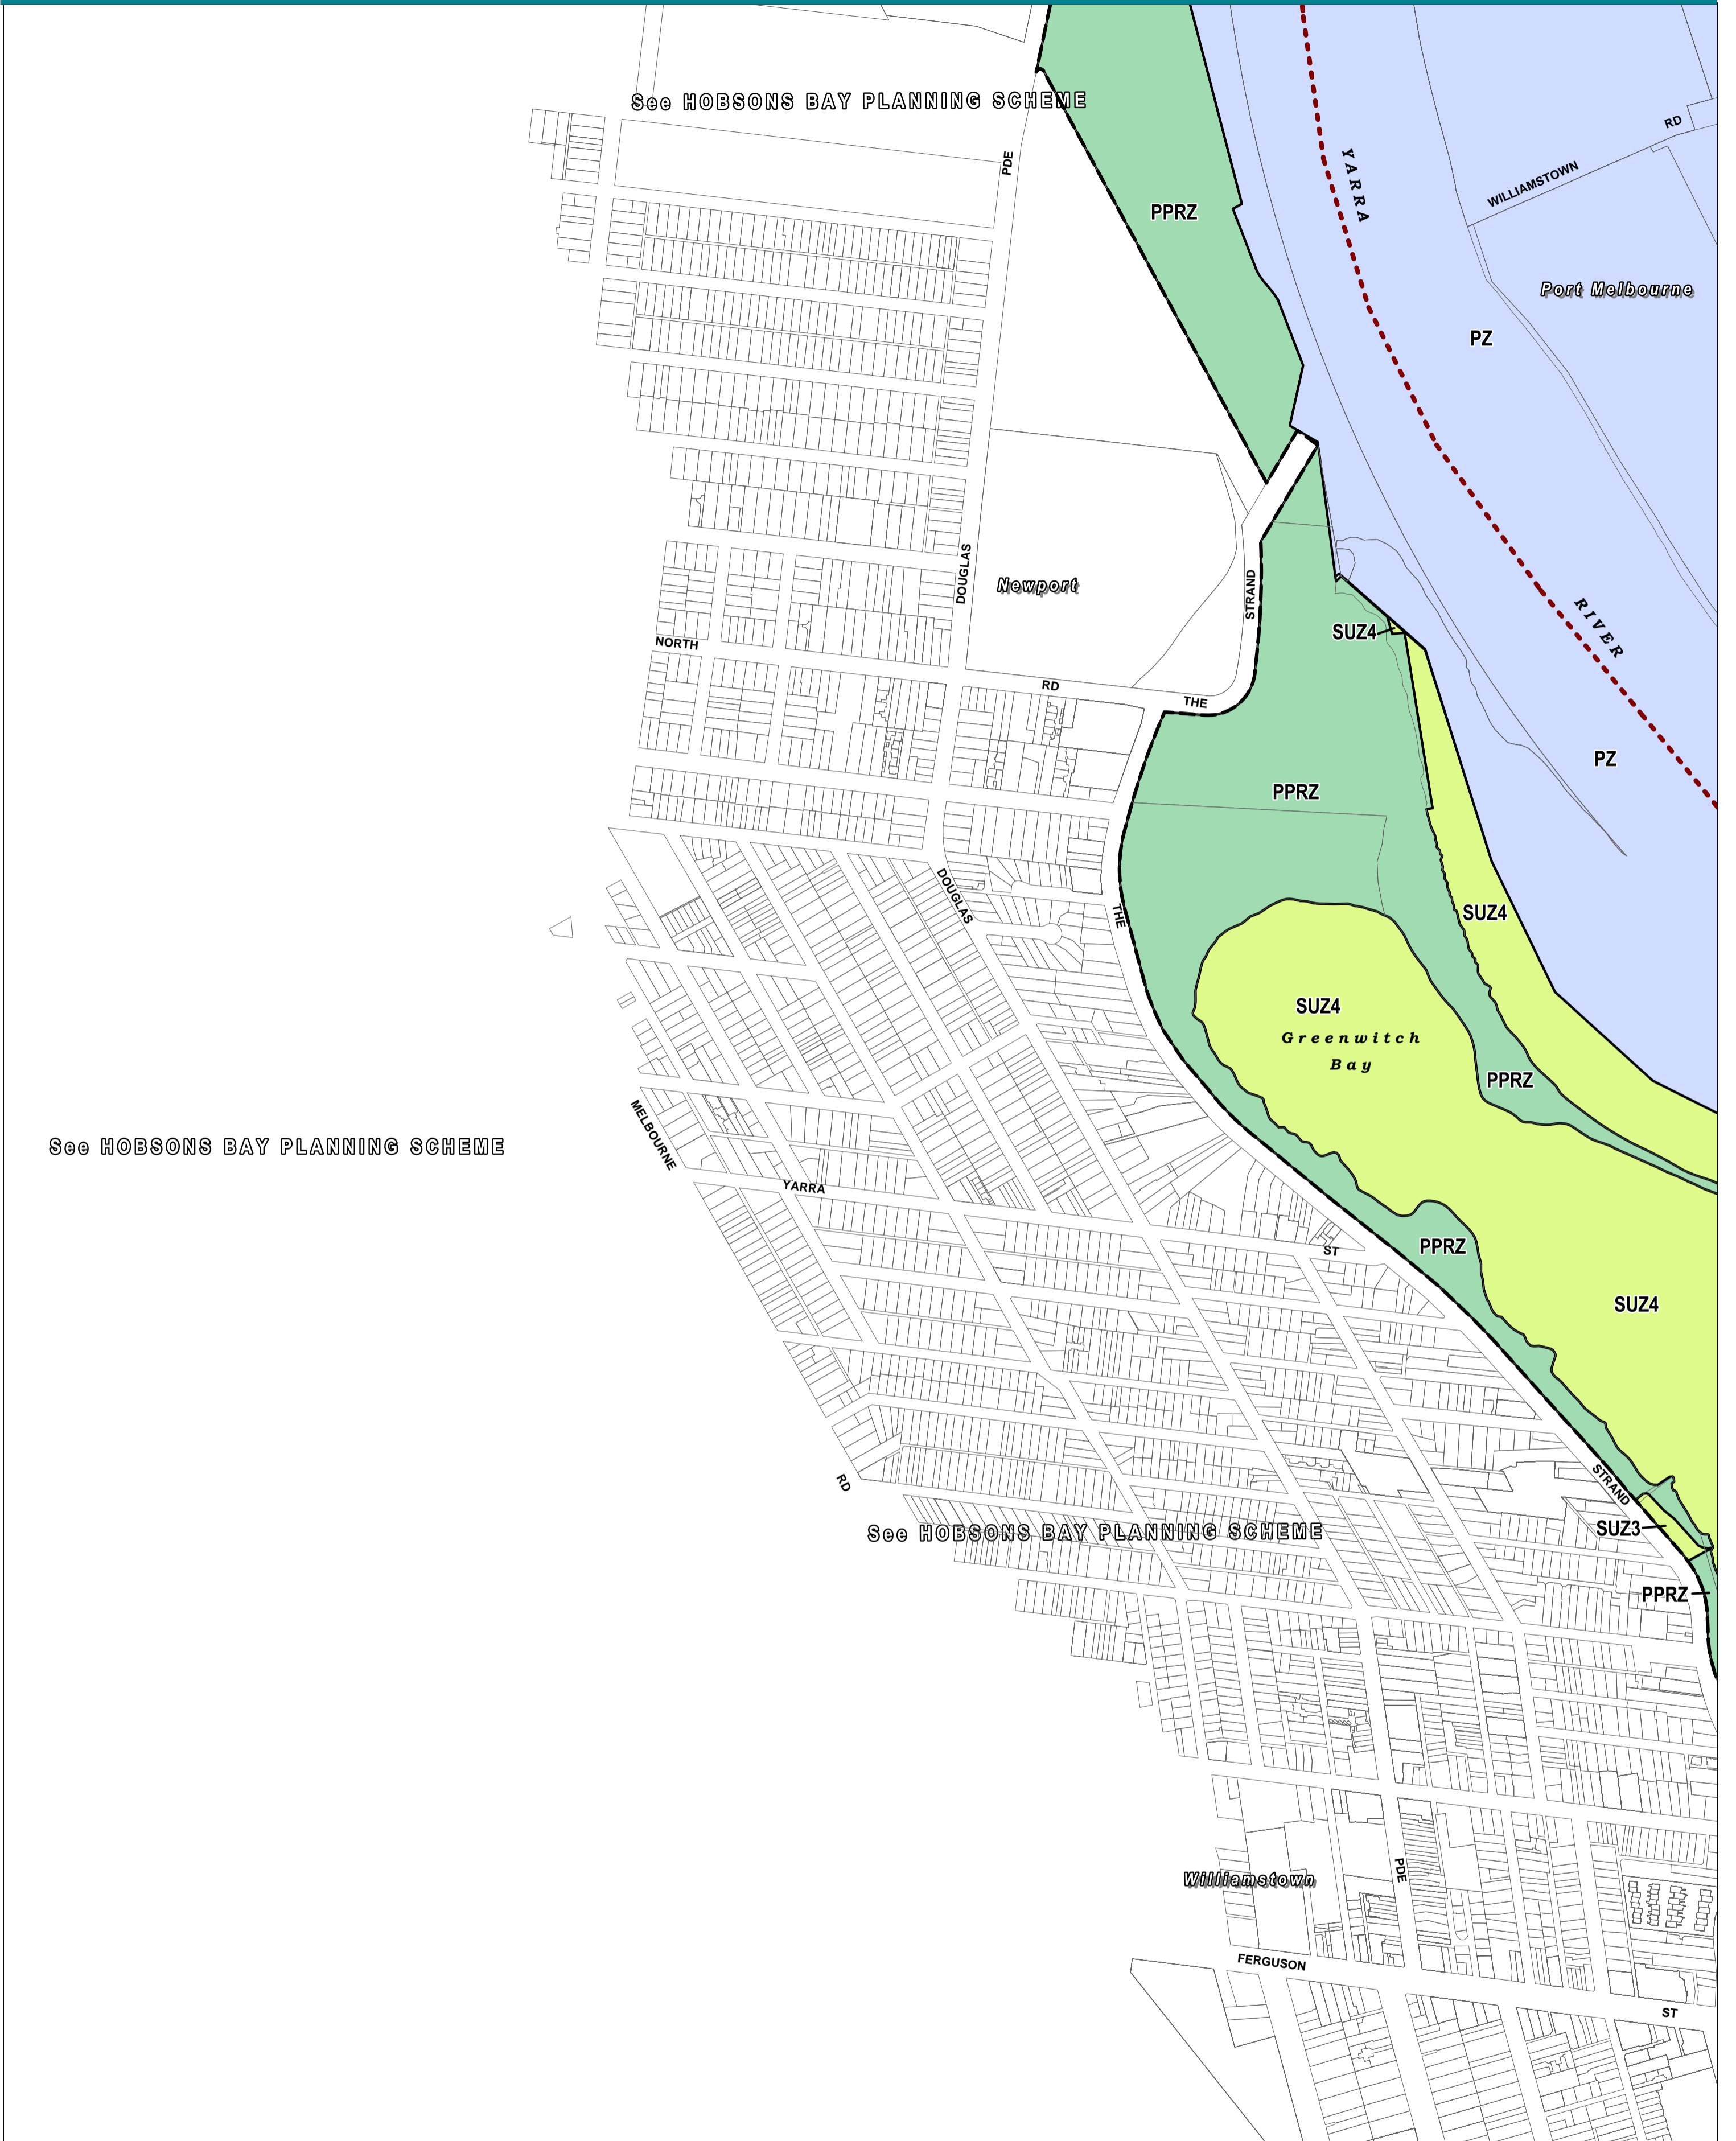 See HOBSONS BAY PLANNING SCHEME
RD
PDE
YARRA
WILLIAMSTOWN
PPRZ
Port Melbourne
PZ
DOUGLAS
Newport
STRAND
RIVER
SUZ4
NORTH
RD
THE
PZ
PPRZ
DOUGLAS
THE
SUZ4
SUZ4
Greenwitch
Bay
PPRZ
MELBOURNE
See HOBSONS BAY PLANNING SCHEME
YARRA
ST
PPRZ
SUZ4
RD
STRAND
SUZ3
See HOBSONS BAY PLANNING SCHEME
PPRZ
PDE
Williamstown
FERGUSON
ST